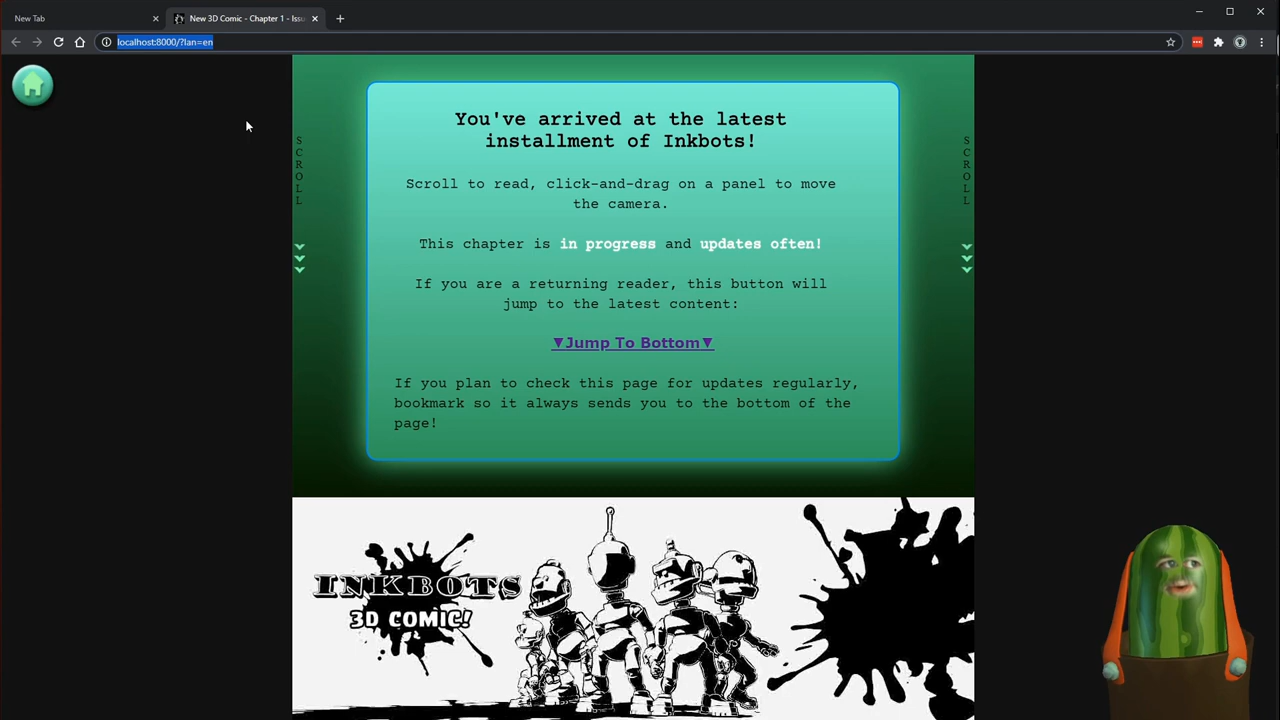 New Tab
New 3D Comic - Chapter 1 - Issu
localhost:8000/?lan=en
You've arrived at the latest
installment of Inkbots!
SCROLL
SCROLL
Scroll to read, click-and-drag on a panel to move
the camera.
This chapter is in progress and updates often!
If you are a returning reader, this button will
jump to the latest content:
▼Jump To Bottom▼
If you plan to check this page for updates regularly,
bookmark so it always sends you to the bottom of the
page!
INKBOTS
3D COMIC!